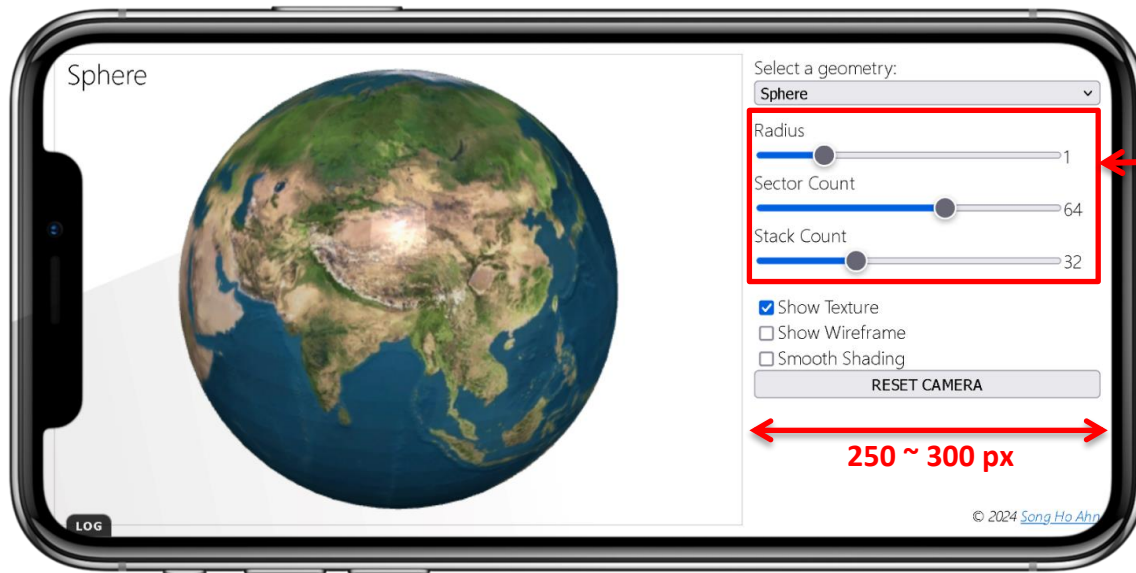 Sphere
Select a geometry:
Sphere
Radius
1
Sector Count
64
Stack Count
32
Show Texture
Show Wireframe
Smooth Shading
RESET CAMERA
250 ~ 300 px
LOG
© 2024 Song Ho Ahn